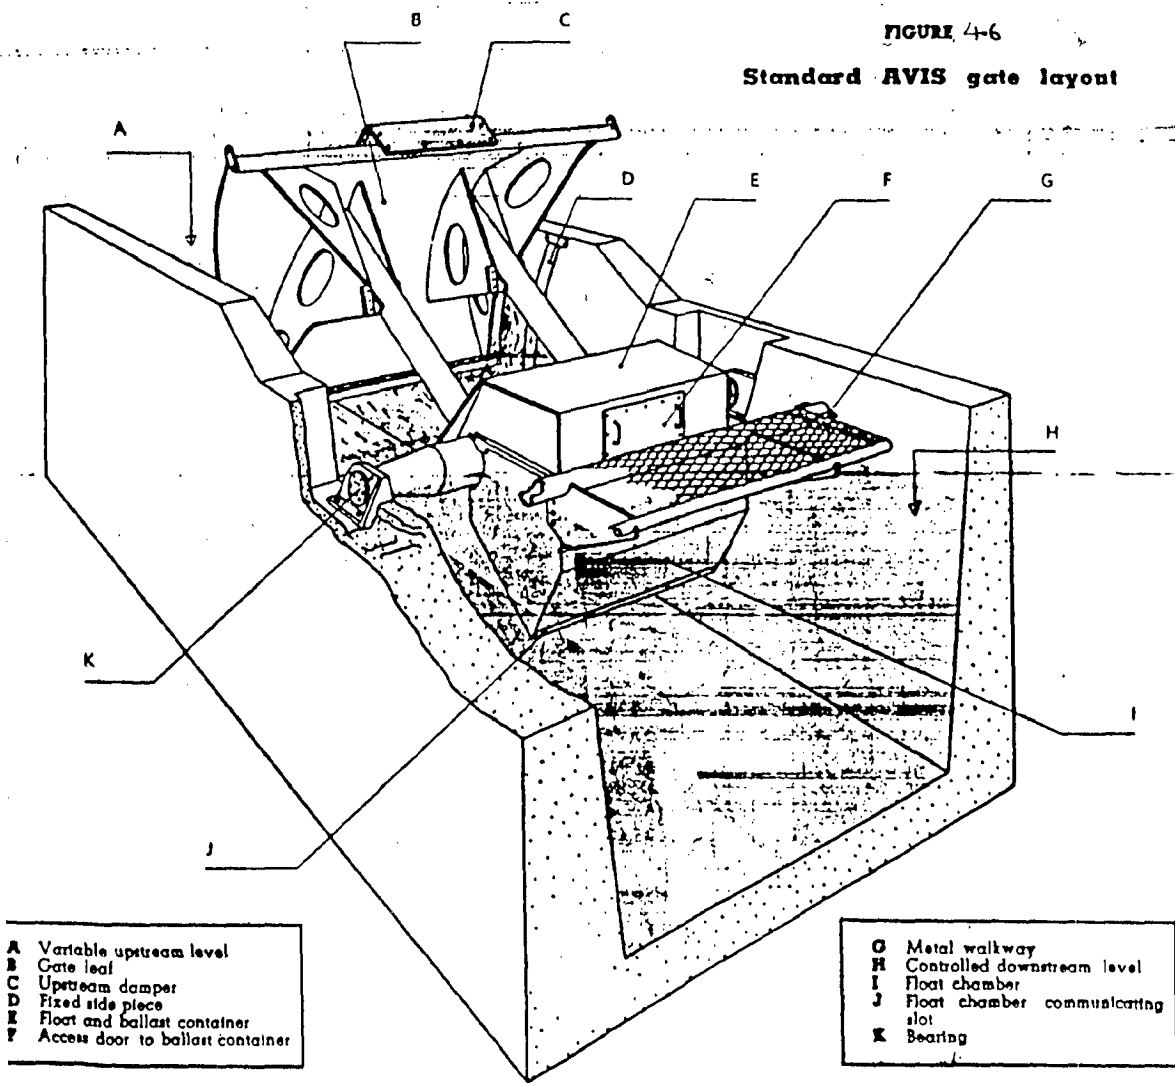 FIGURE 4-6
Standard AVIS gate layout
B
C
A
D
E
F
G
H
K
I
J
A Variable upstream level
B Gate leaf
C Upstream damper
D Fixed side piece
E Float and ballast container
F Access door to ballast container
G Metal walkway
H Controlled downstream level
I Float chamber
J Float chamber communicating
slot
K Bearing